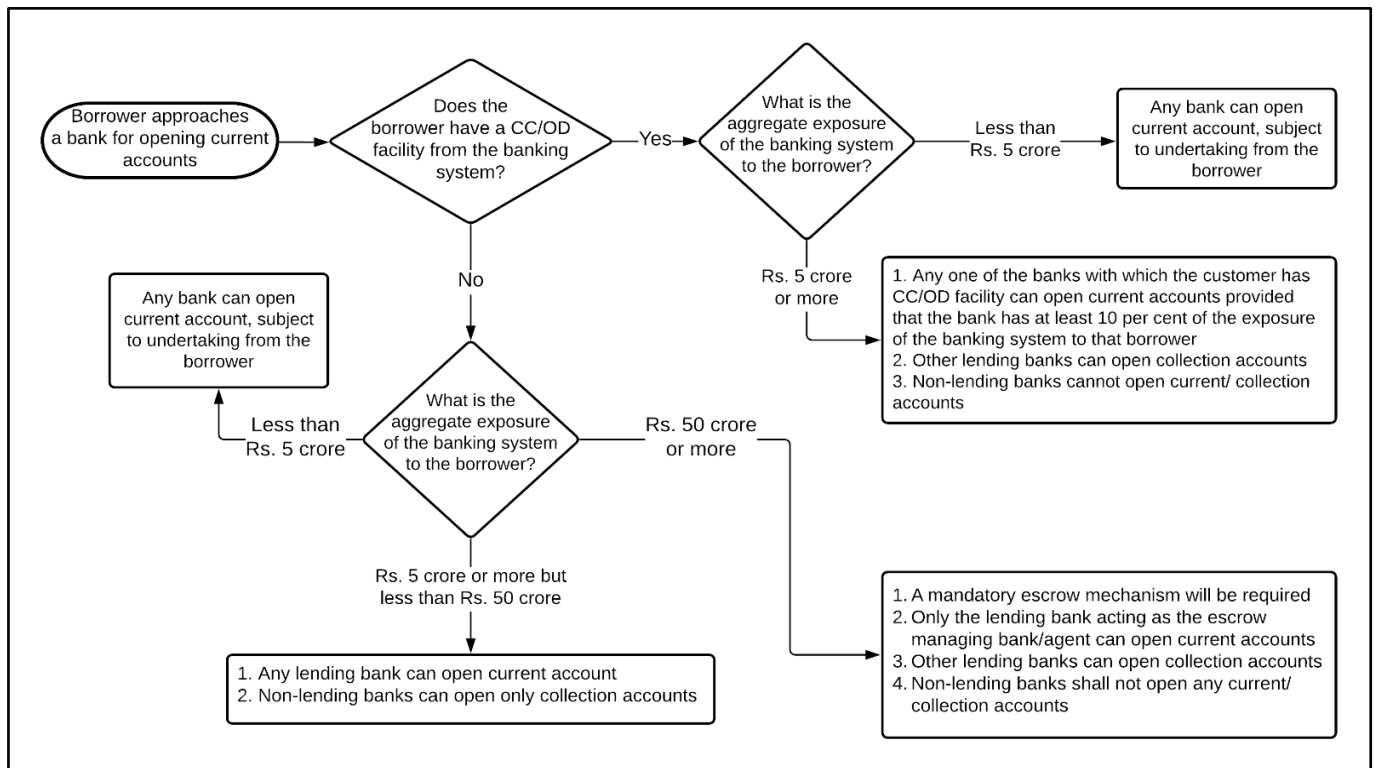 Borrower approaches
a bank for opening current
accounts
Does the
borrower have a CC/OD
facility from the banking
system?
Yes
What is the
aggregate exposure
of the banking system
to the borrower?
Less than
Rs. 5 crore
Any bank can open
current account, subject
to undertaking from the
borrower
Rs. 5 crore
or more
1. Any one of the banks with which the customer has
CC/OD facility can open current accounts provided
that the bank has at least 10 per cent of the exposure
of the banking system to that borrower
2. Other lending banks can open collection accounts
3. Non-lending banks cannot open current/ collection
accounts
No
Any bank can open
current account, subject
to undertaking from the
borrower
Less than
Rs. 5 crore
What is the
aggregate exposure
of the banking system
to the borrower?
Rs. 50 crore
or more
Rs. 5 crore or more but
less than Rs. 50 crore
1. Any lending bank can open current account
2. Non-lending banks can open only collection accounts
1. A mandatory escrow mechanism will be required
2. Only the lending bank acting as the escrow
managing bank/agent can open current accounts
3. Other lending banks can open collection accounts
4. Non-lending banks shall not open any current/
collection accounts